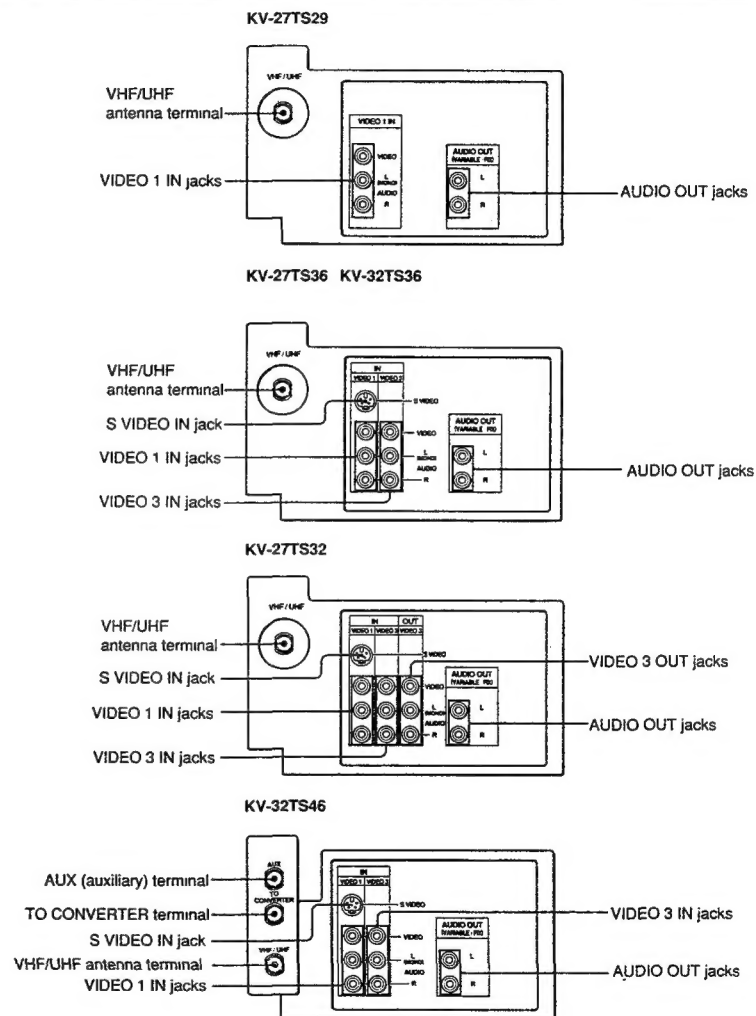 KV-27TS29
VHF/UHF
VHF/UHF
antenna terminal
VIDEO 1 IN
VIDEO
AUDIO OUT
VIDEO 1 IN jacks
L
L
AUDIO
AUDIO OUT jacks
R
R
KV-27TS36 KV-32TS36
VHF/UHF
VHF/UHF
antenna terminal
IN
VIDEO 1
S VIDEO
S VIDEO IN jack
AUDIO OUT
VIDEO
VIDEO 1 IN jacks
L
L
AUDIO
AUDIO OUT jacks
R
R
VIDEO 3 IN jacks
KV-27TS32
VHF/UHF
VHF/UHF
antenna terminal
IN OUT
VIDEO 1
S VIDEO
VIDEO 3 OUT jacks
S VIDEO IN jack
AUDIO OUT
VIDEO
VIDEO 1 IN jacks
L
L
AUDIO
AUDIO OUT jacks
R
R
VIDEO 3 IN jacks
KV-32TS46
AUX
AUX (auxiliary) terminal
IN
VIDEO 1
TO
CONVERTER
TO CONVERTER terminal
S VIDEO
VIDEO 3 IN jacks
S VIDEO IN jack
AUDIO OUT
VIDEO
VHF/UHF
VHF/UHF antenna terminal
L
L
AUDIO
AUDIO OUT jacks
VIDEO 1 IN jacks
R
R